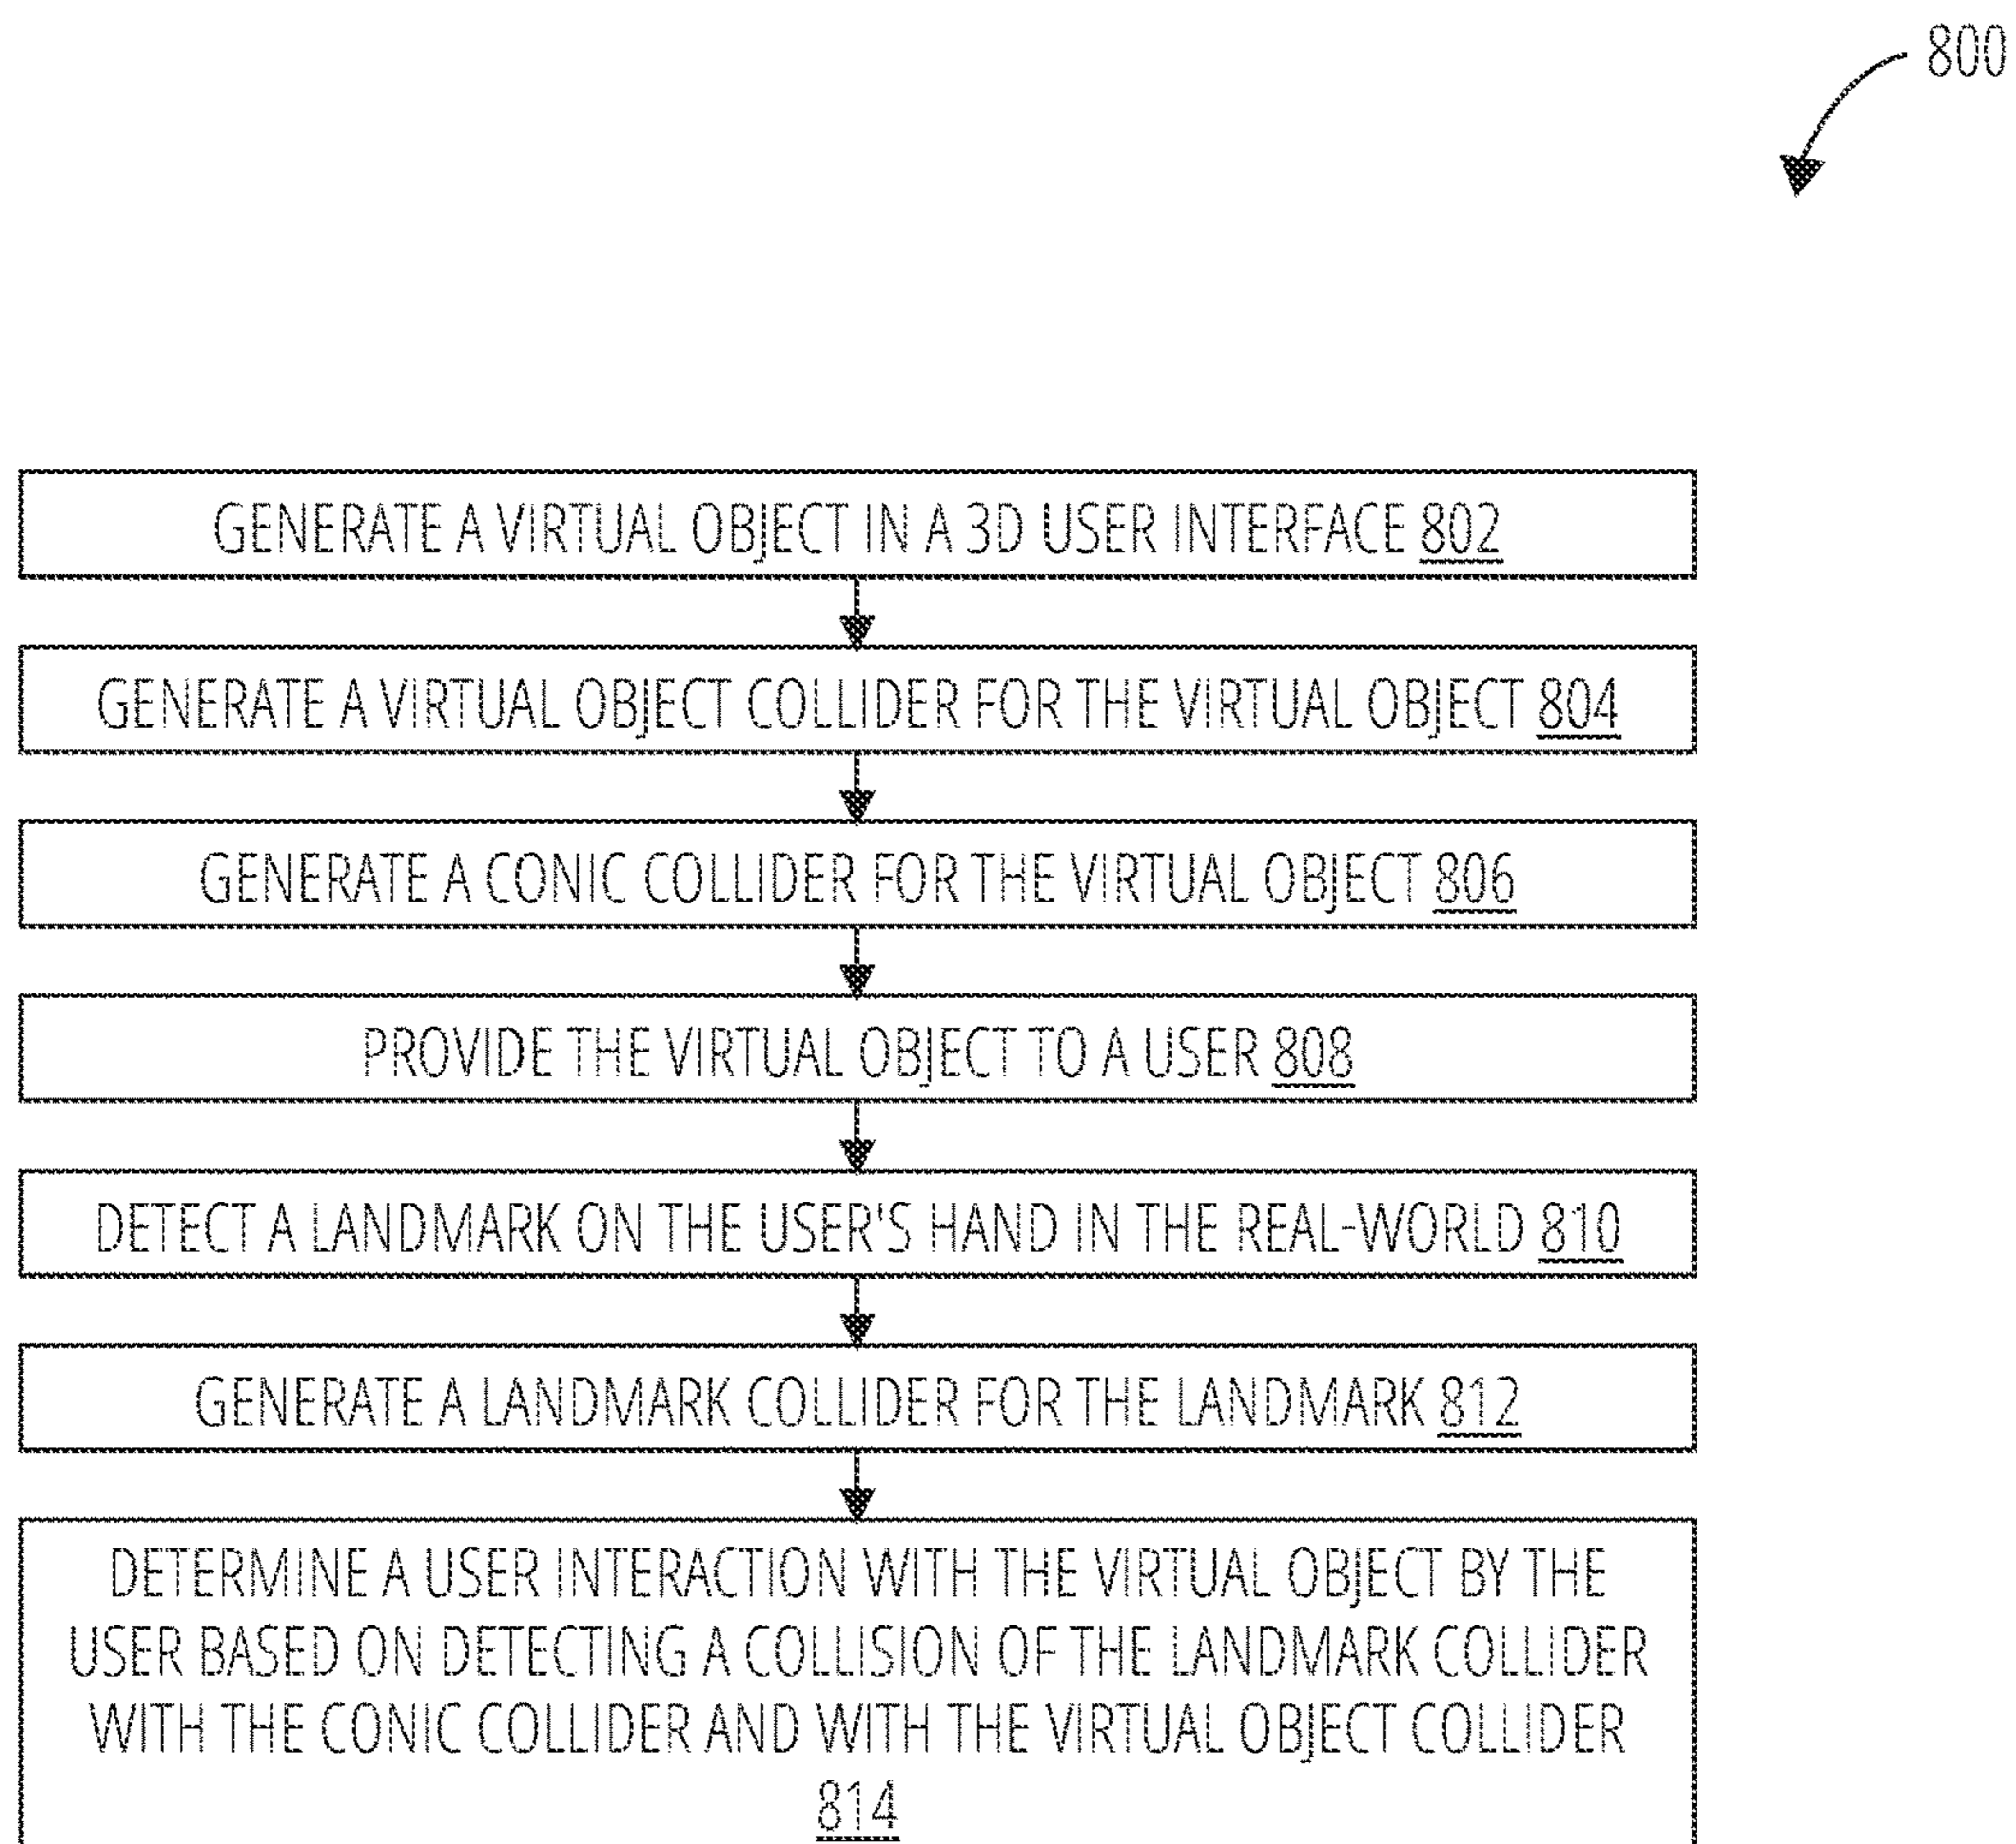 800
GENERATE A VIRTUAL OBJECT IN A 3D USER INTERFACE 802
GENERATE A VIRTUAL OBJECT COLLIDER FOR THE VIRTUAL OBJECT 804
GENERATE A CONIC COLLIDER FOR THE VIRTUAL OBJECT 806
PROVIDE THE VIRTUAL OBJECT TO A USER 808
DETECT A LANDMARK ON THE USER'S HAND IN THE REAL-WORLD 810
GENERATE A LANDMARK COLLIDER FOR THE LANDMARK 812
DETERMINE A USER INTERACTION WITH THE VIRTUAL OBJECT BY THE
USER BASED ON DETECTING A COLLISION OF THE LANDMARK COLLIDER
WITH THE CONIC COLLIDER AND WITH THE VIRTUAL OBJECT COLLIDER
814